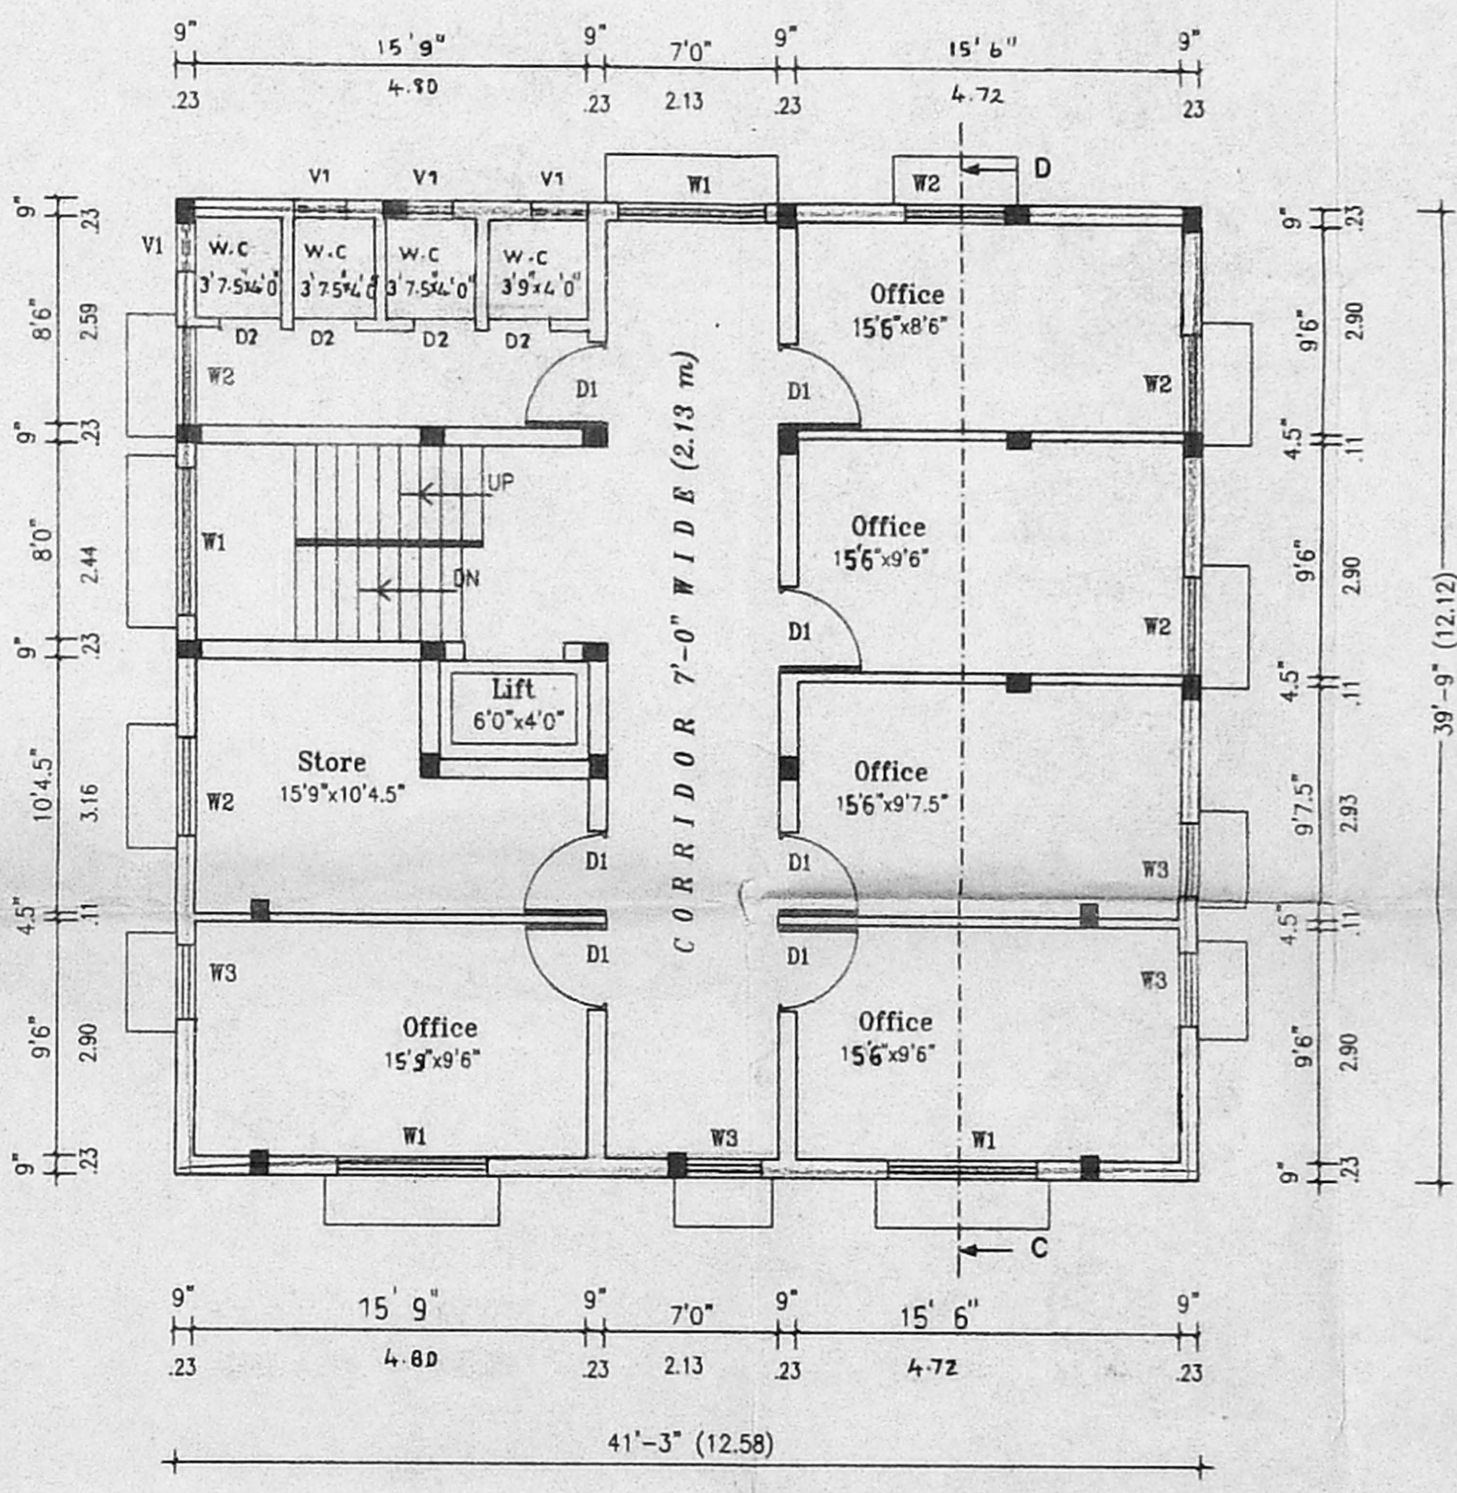 9" 15'9" 9" 7'0" 9" 15'6" 9"
.23 4.80 .23 2.13 .23 4.72 23
V1 V1 V1 W1 W2 D
9" 23 9" .23
V1 W.C W.C W.C W.C
3'7.5"x4'0" 3'7.5"x4'0" 3'7.5"x4'0" 3'9"x4'0"
Office
15'6"x8'6"
8'6" 2.59 9'6" 2.90
D2 D2 D2 D2
W2 D1 D1 W2
9" .23 4.5" .11
UP
Office
15'6"x9'6"
8'0" 2.44 W1 9'6" 2.90
DN
D1 W2
CORRIDOR 7'-0" WIDE (2.13 m)
39'-9" (12.12)
9" .23 4.5" .11
Lift
6'0"x4'0"
Store
15'9"x10'4.5"
Office
15'6"x9'7.5"
10'4.5" 3.16 W2 9'7.5" 2.93
D1 D1 W3
4.5" .11 4.5" .11
D1 D1
W3 W3
Office
15'9"x9'6"
Office
15'6"x9'6"
9'6" 2.90 9'6" 2.90
W1 W3 W1
9" 23 9" .23
C
9" 15'9" 9" 7'0" 9" 15'6" 9"
.23 4.80 .23 2.13 .23 4.72 .23
41'-3" (12.58)